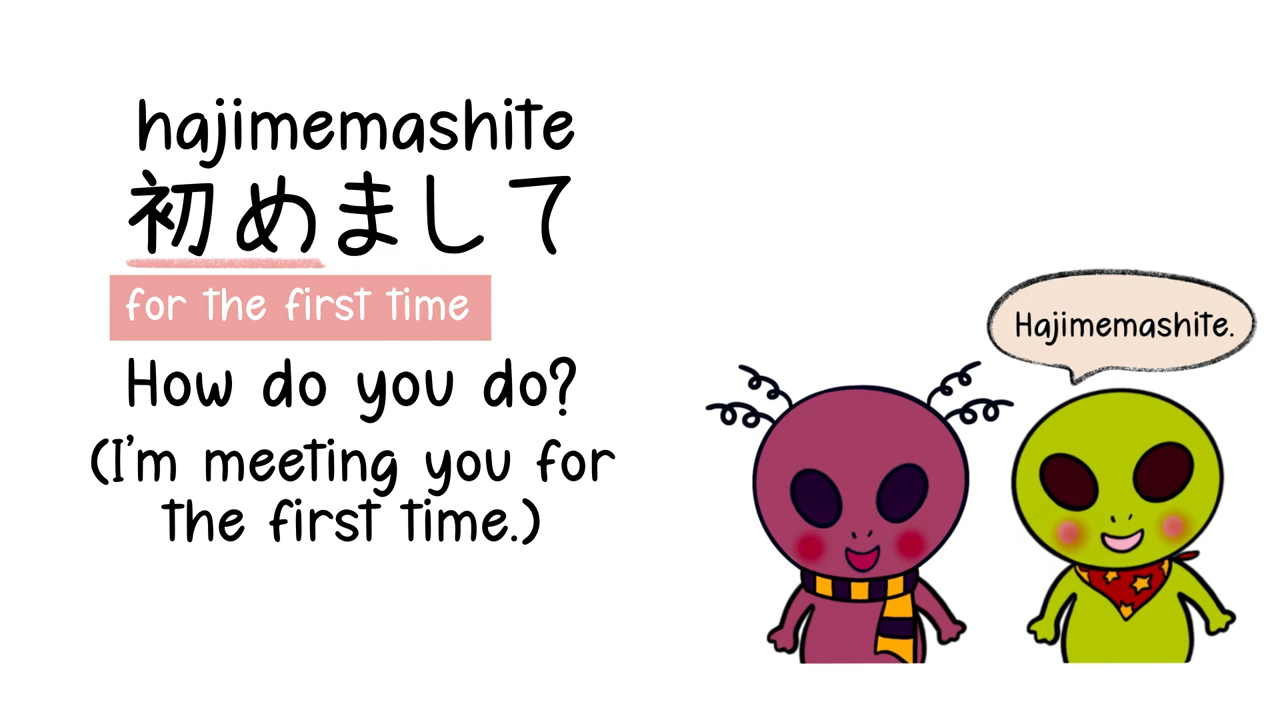 hajimemashite
初めまして
for the first time
How do you do?
(I'm meeting you for
the first time.)
Hajimemashite.